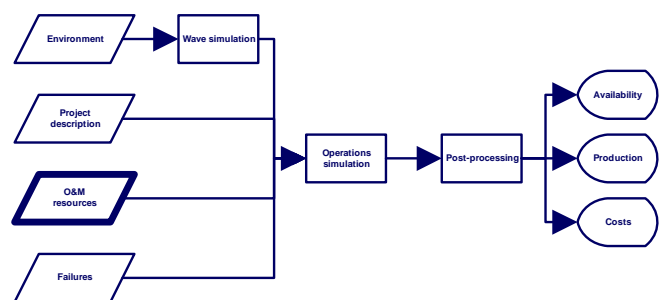 Environment
Wave simulation
Project
description
O&M
resources
Failures
Operations
simulation
Post-processing
Availability
Production
Costs